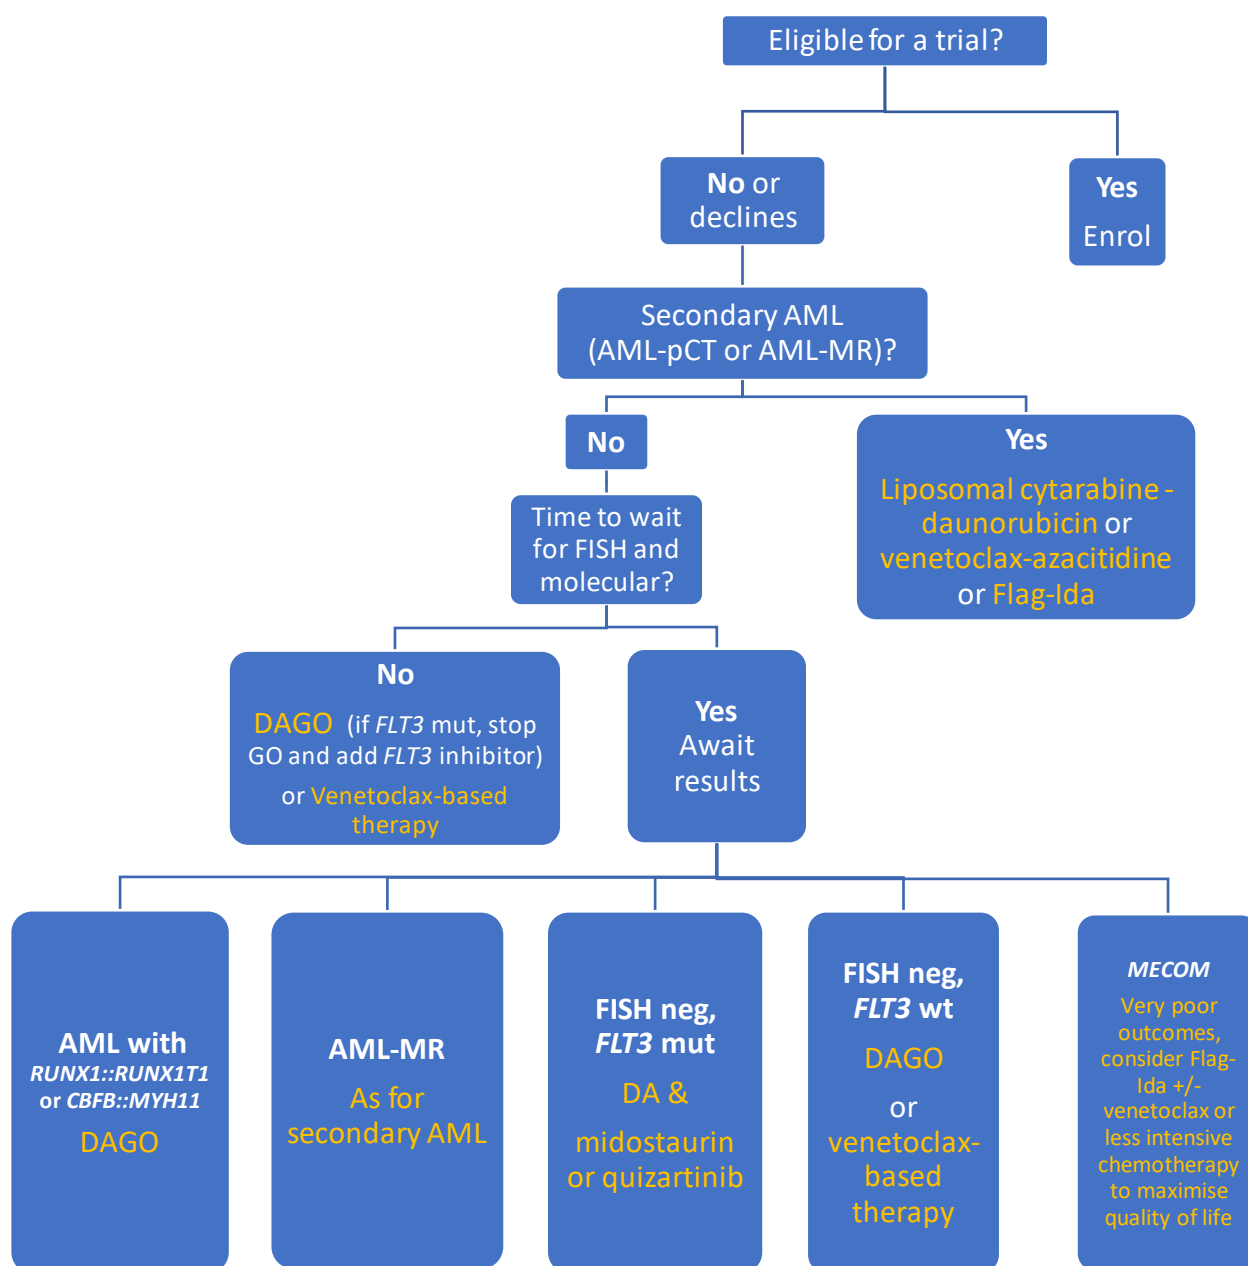 Eligible for a trial?
No or
declines
Yes
Enrol
Secondary AML
(AML-pCT or AML-MR)?
No
Yes
Liposomal cytarabine -
daunorubicin or
venetoclax-azacitidine
or Flag-Ida
Time to wait
for FISH and
molecular?
No
DAGO (if FLT3 mut, stop
GO and add FLT3 inhibitor)
or Venetoclax-based
therapy
Yes
Await
results
AML with
RUNX1::RUNX1T1
or CBFB::MYH11
DAGO
AML-MR
As for
secondary AML
FISH neg,
FLT3 mut
DA &
midostaurin
or quizartinib
FISH neg,
FLT3 wt
DAGO
or
venetoclax-
based
therapy
MECOM
Very poor
outcomes,
consider Flag-
Ida +/-
venetoclax or
less intensive
chemotherapy
to maximise
quality of life